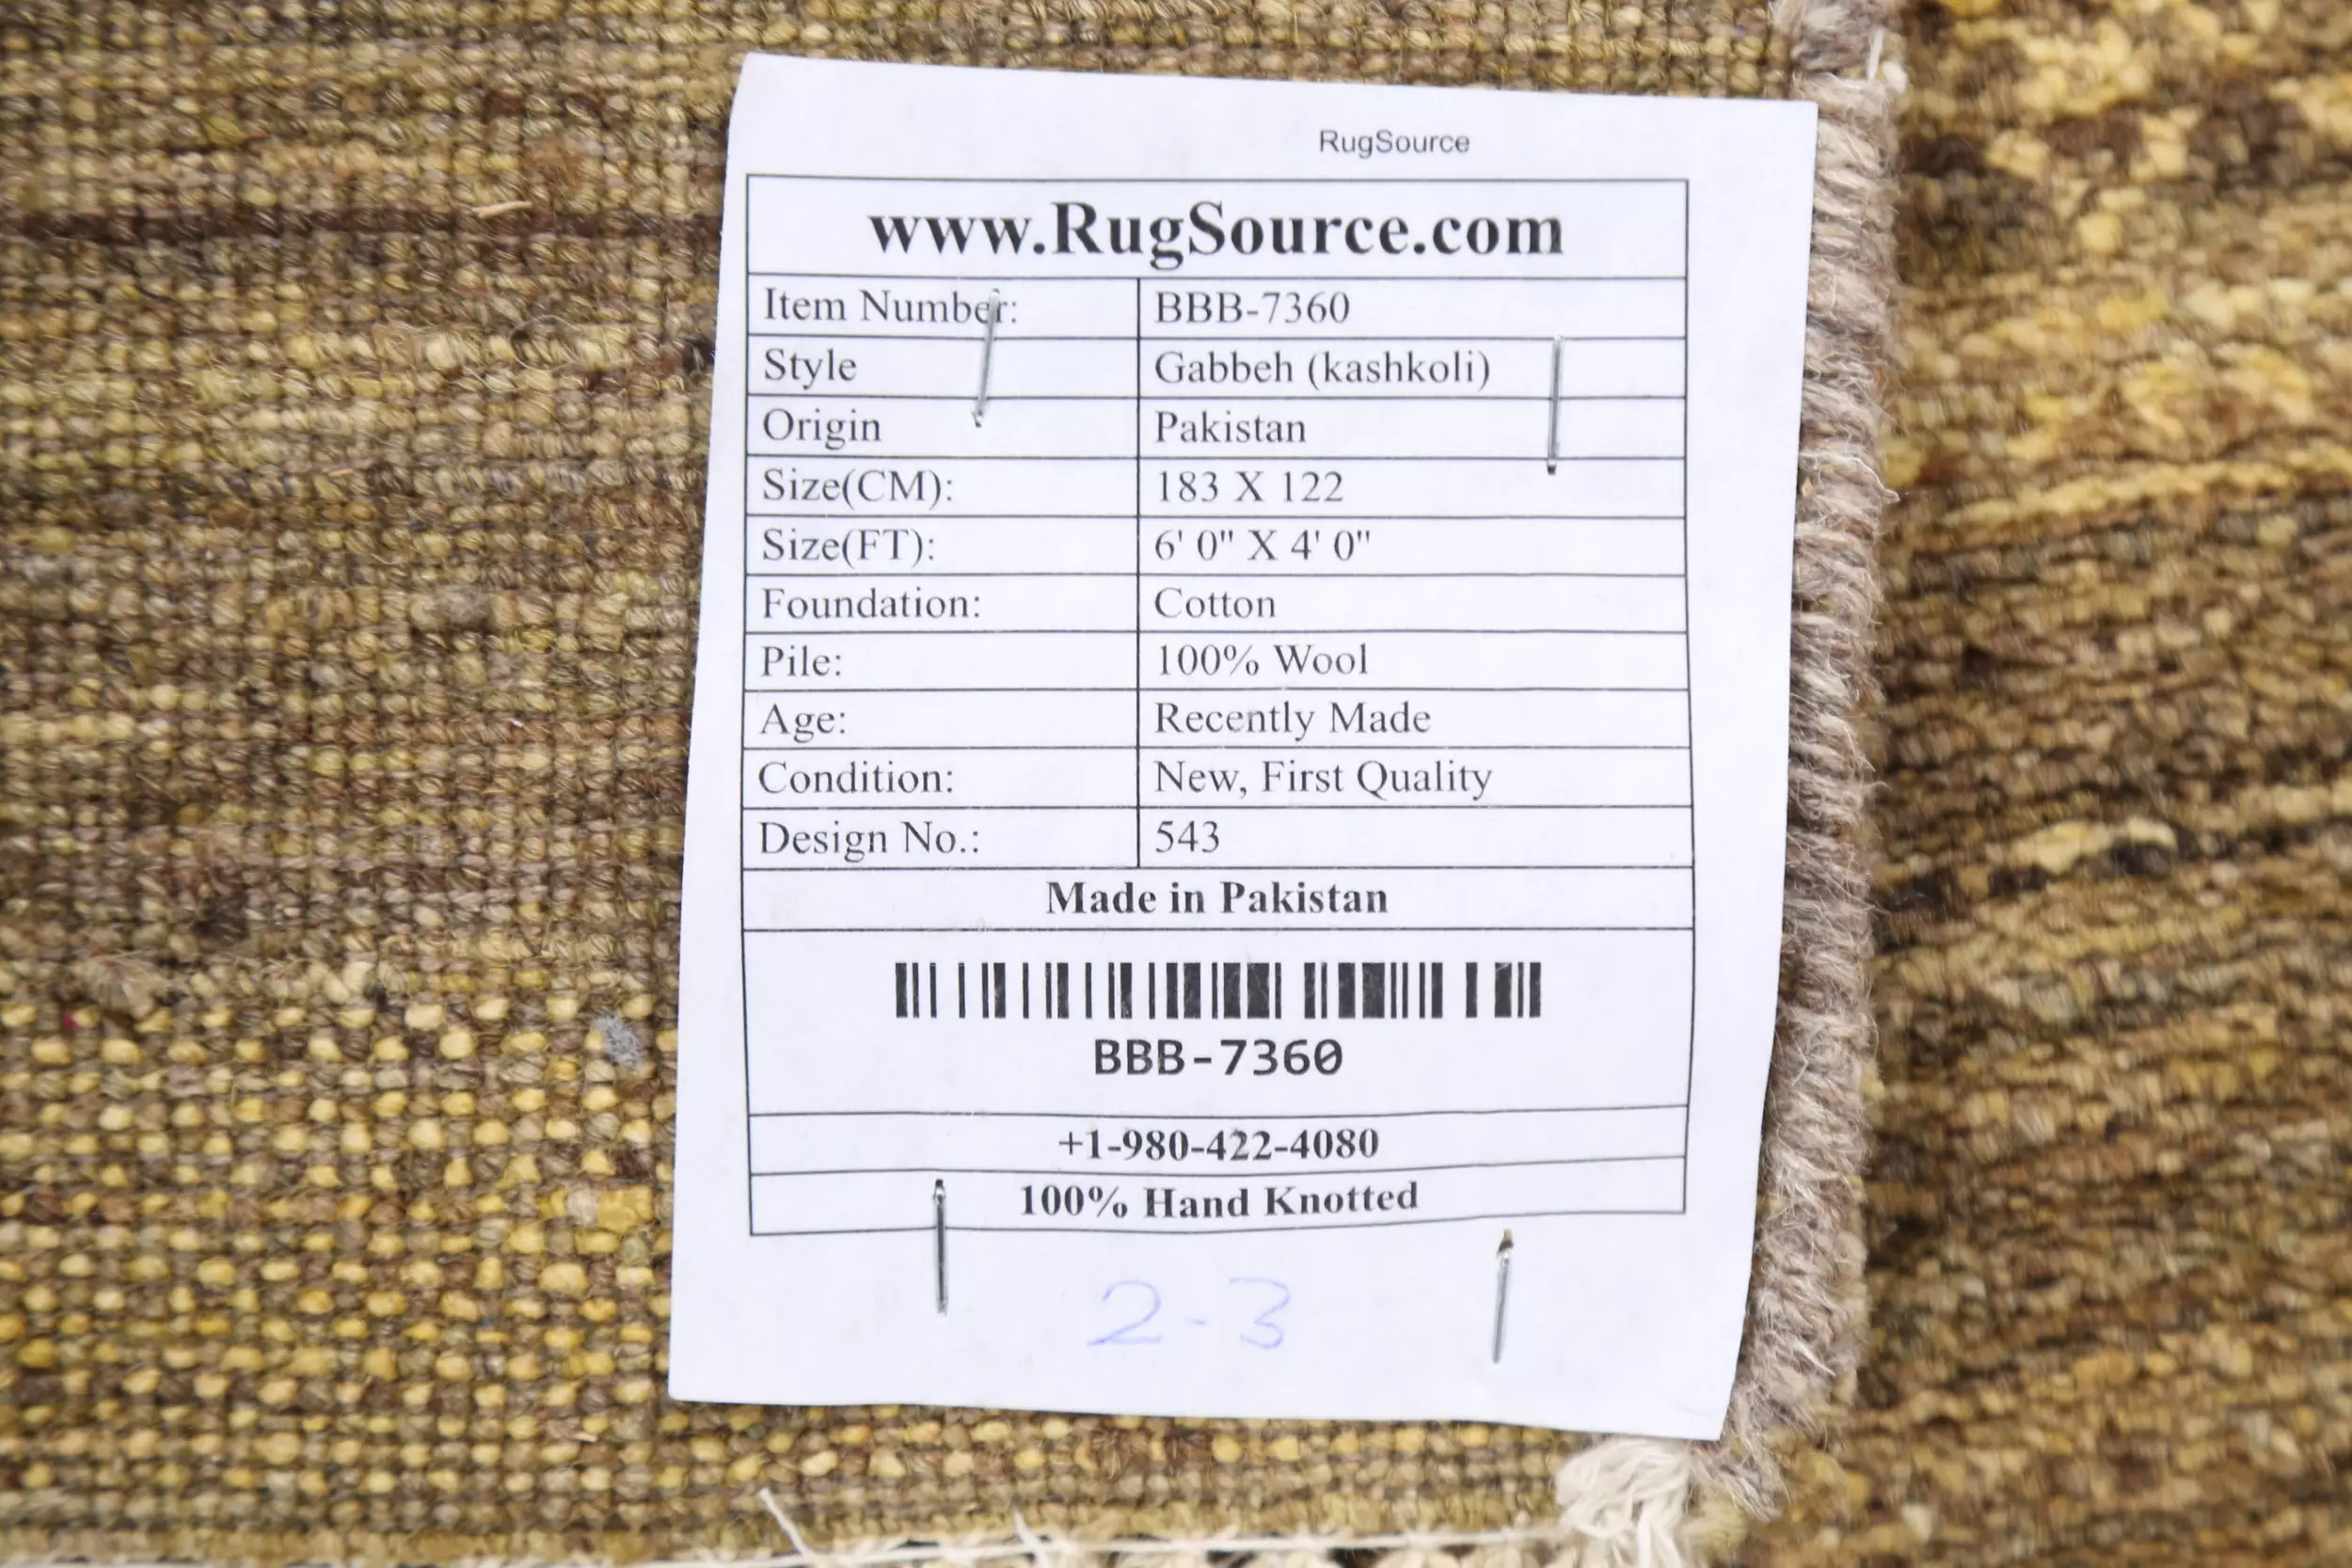 RugSource
www.RugSource.com
Item Number: BBB-7360
Style Gabbeh (kashkoli)
Origin Pakistan
Size(CM): 183 X 122
Size(FT): 6' 0" X 4' 0"
Foundation: Cotton
Pile: 100% Wool
Age: Recently Made
Condition: New, First Quality
Design No.: 543
Made in Pakistan
BBB-7360
+1-980-422-4080
100% Hand Knotted
2-3